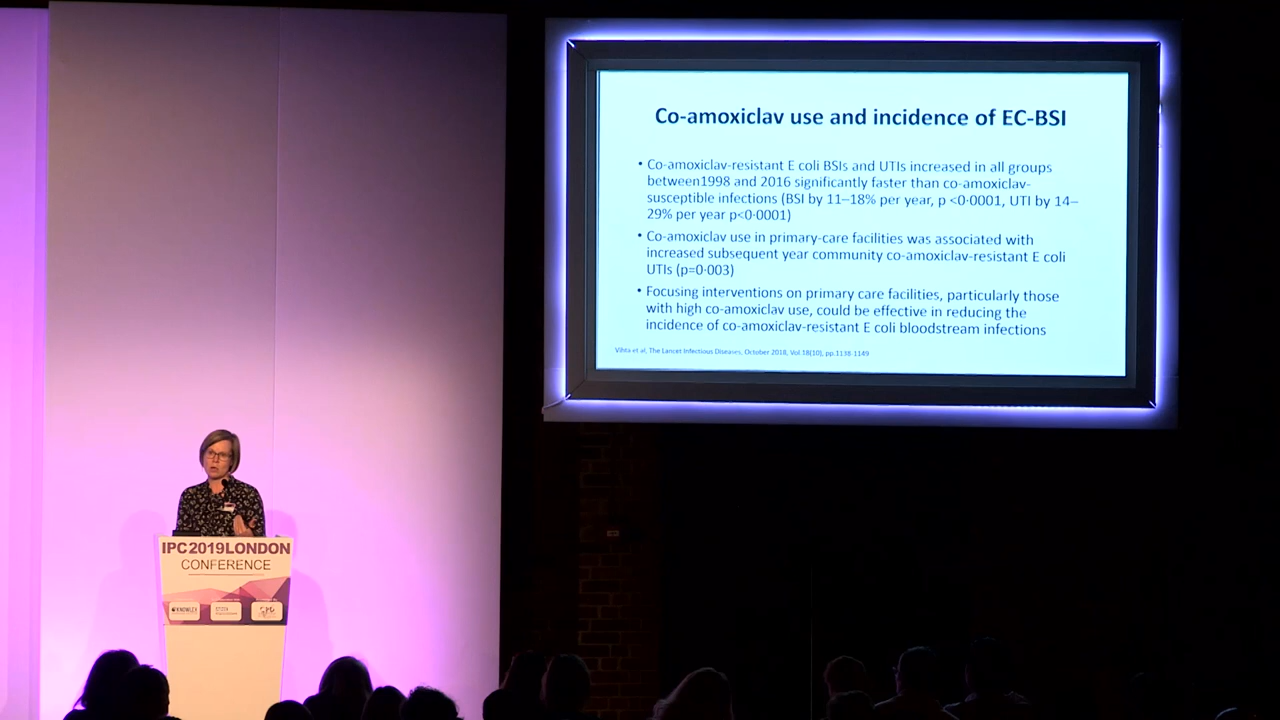 Co-amoxiclav use and incidence of EC-BSI
• Co-amoxiclav-resistant E coli BSIs and UTIs increased in all groups
between1998 and 2016 significantly faster than co-amoxiclav-
susceptible infections (BSI by 11–18% per year, p <0·0001, UTI by 14–
29% per year p<0·0001)
• Co-amoxiclav use in primary-care facilities was associated with
increased subsequent year community co-amoxiclav-resistant E coli
UTIs (p=0·003)
• Focusing interventions on primary care facilities, particularly those
with high co-amoxiclav use, could be effective in reducing the
incidence of co-amoxiclav-resistant E coli bloodstream infections
Vihta et al, The Lancet Infectious Diseases, October 2018, Vol 18(10), pp.1138-1149
IPC2019LONDON
CONFERENCE
KNOWLEX